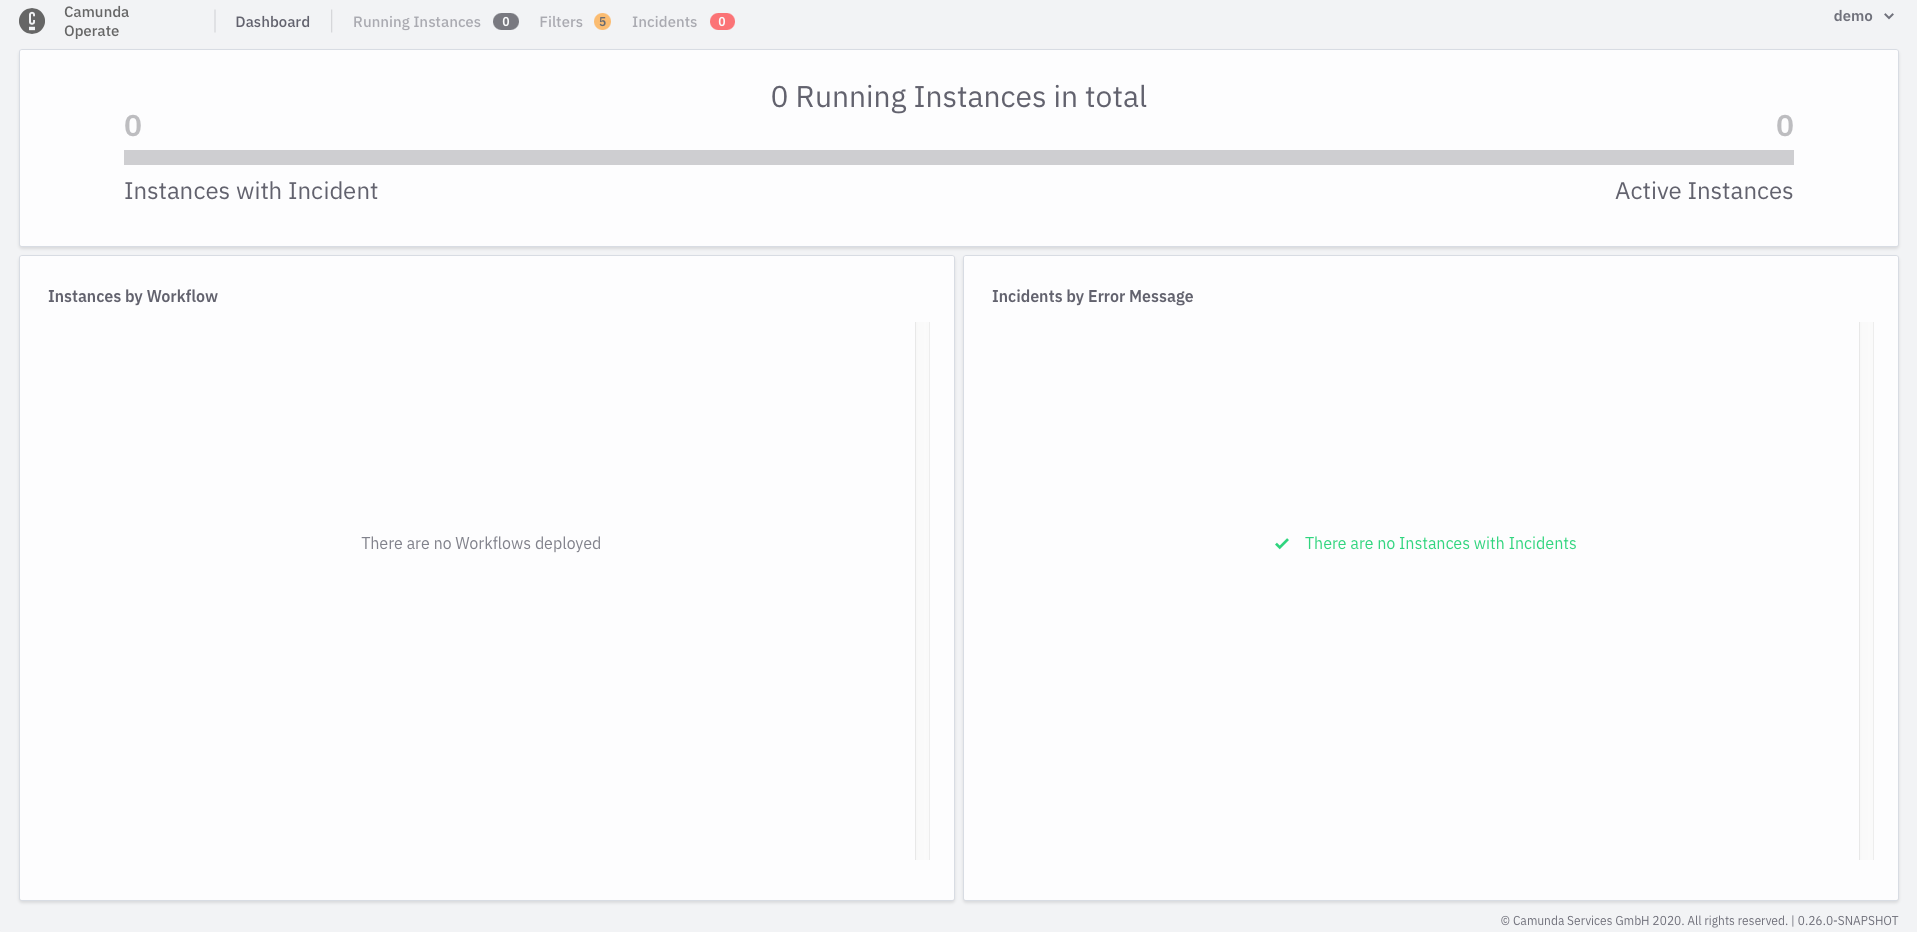 Camunda
Operate
Dashboard
Running Instances 0
Filters 5
Incidents 0
demo
0 Running Instances in total
0
0
Instances with Incident
Active Instances
Instances by Workflow
There are no Workflows deployed
Incidents by Error Message
There are no Instances with Incidents
© Camunda Services GmbH 2020. All rights reserved. | 0.26.0-SNAPSHOT